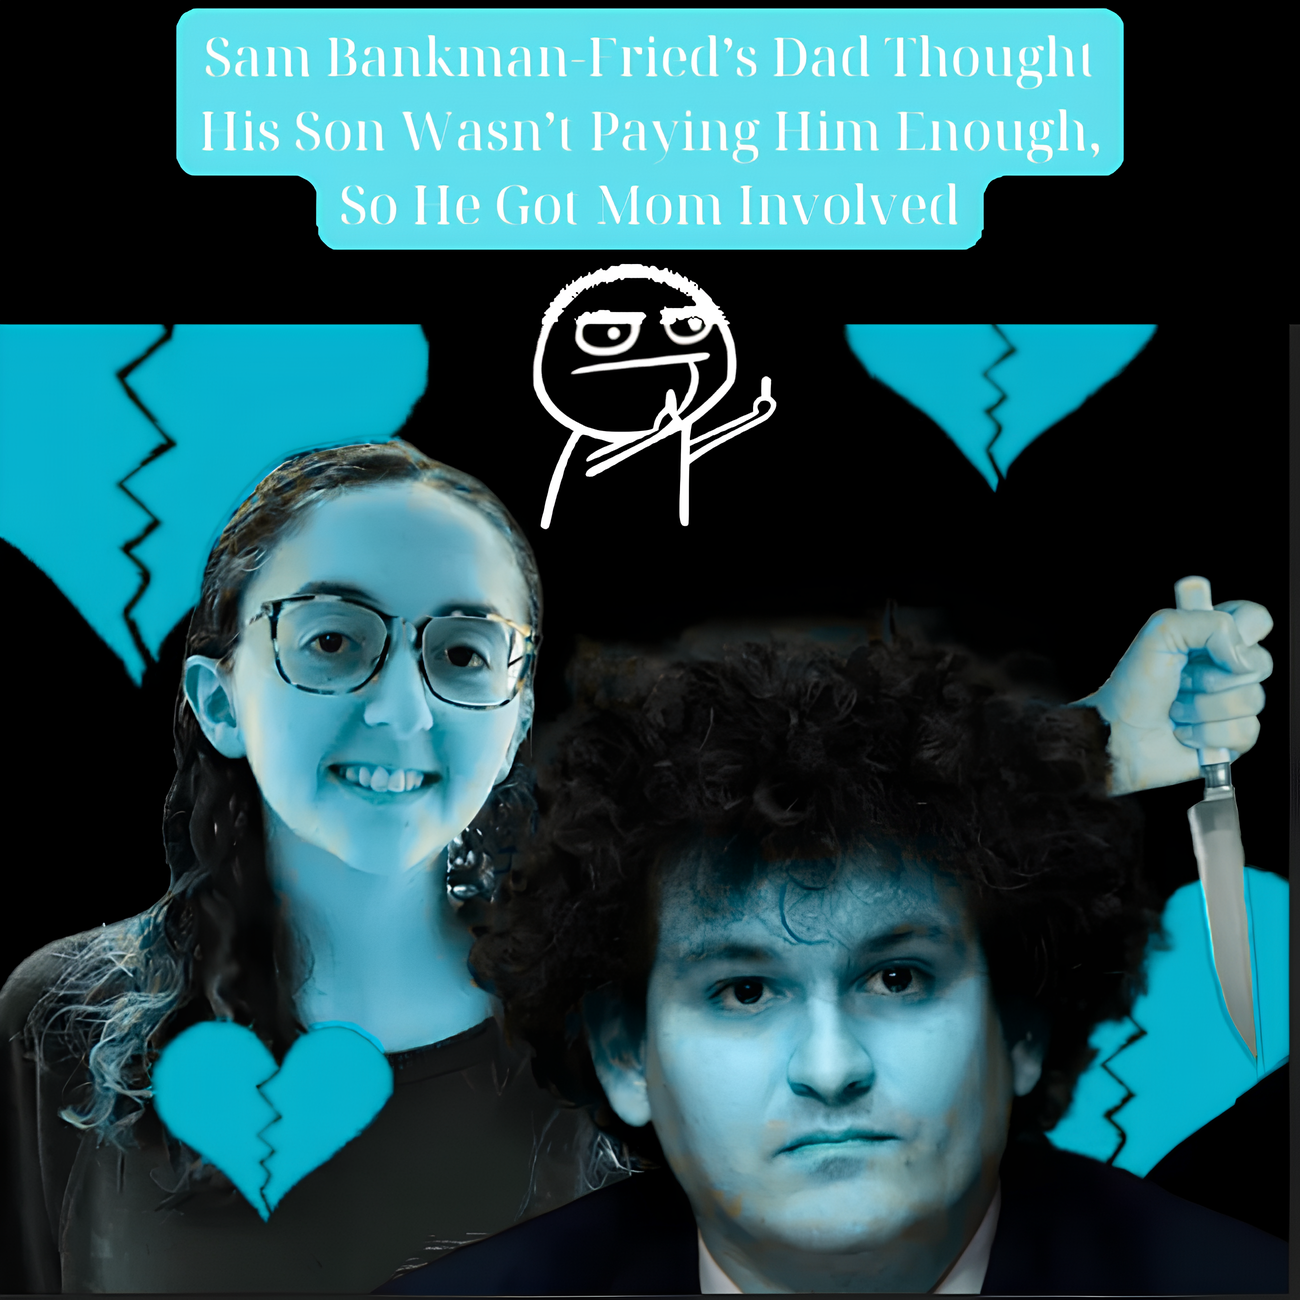 Sam Bankman-Fried’s Dad Thought
His Son Wasn’t Paying Him Enough,
So He Got Mom Involved